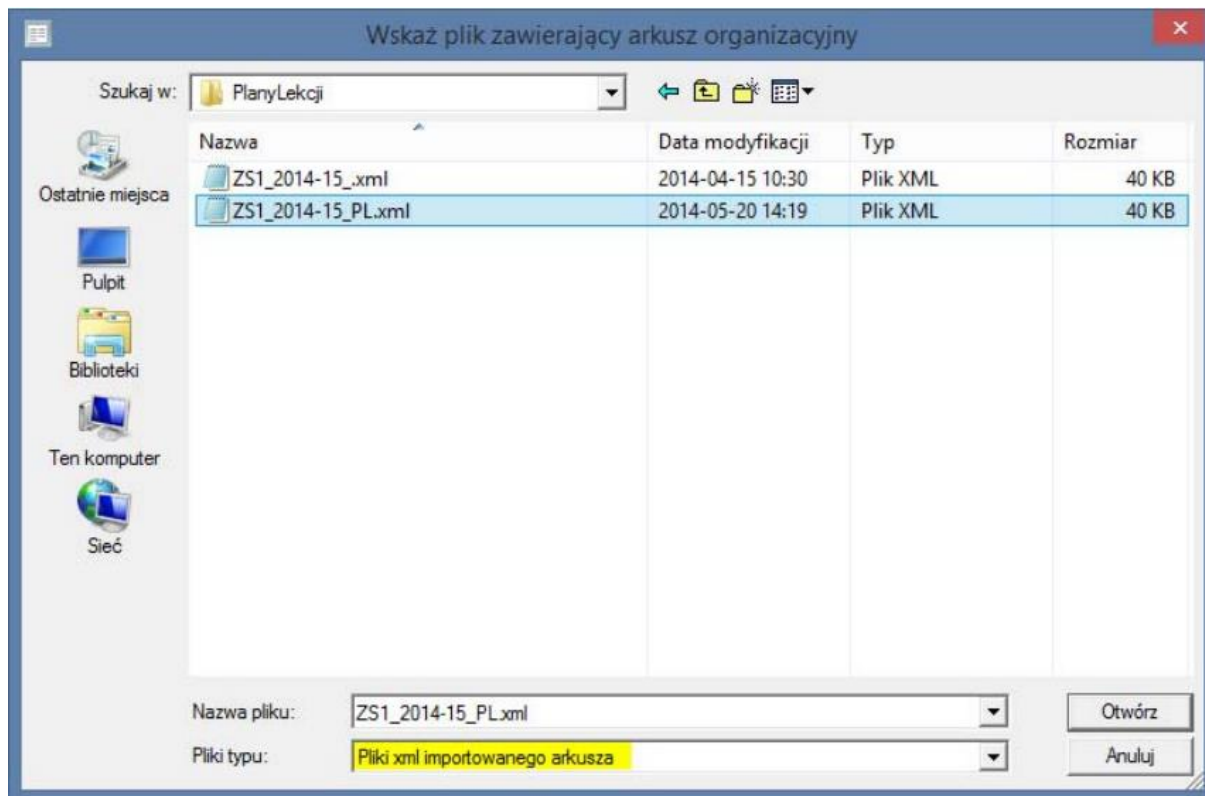 Wskaż plik zawierający arkusz organizacyjny
Szukaj w: PlanyLekcji
Nazwa Data modyfikacji Typ Rozmiar
ZS1_2014-15_.xml 2014-04-15 10:30 Plik XML 40 KB
ZS1_2014-15_PL.xml 2014-05-20 14:19 Plik XML 40 KB
Ostatnie miejsca
Pulpit
Biblioteki
Ten komputer
Sieć
Nazwa pliku: ZS1_2014-15_PL.xml Otwórz
Pliki typu: Pliki xml importowanego arkusza Anuluj